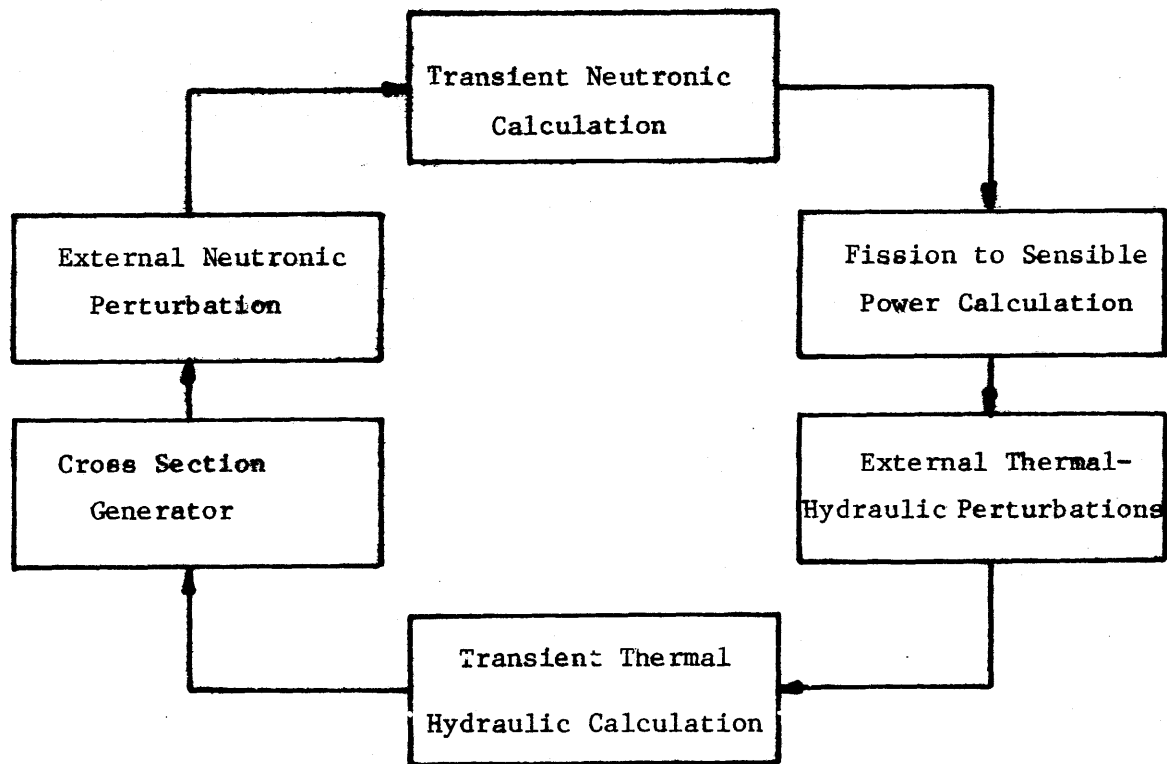 Transient Neutronic
Calculation
External Neutronic
Perturbation
Fission to Sensible
Power Calculation
Cross Section
Generator
External Thermal-
Hydraulic Perturbations
Transient Thermal
Hydraulic Calculation